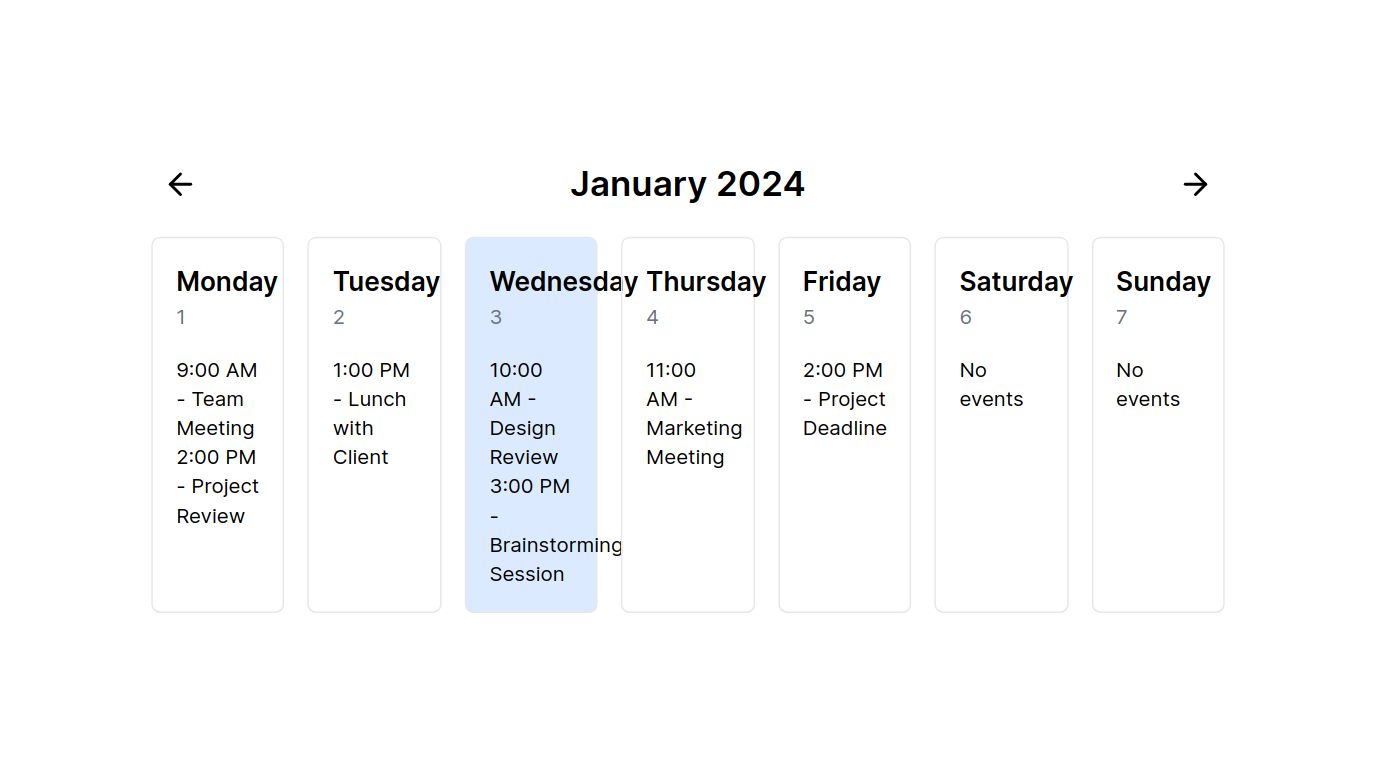 January 2024
Monday
1
9:00 AM
- Team
Meeting
2:00 PM
- Project
Review
Tuesday
2
1:00 PM
- Lunch
with
Client
Wednesday
3
10:00
AM -
Design
Review
3:00 PM
-
Brainstorming
Session
Thursday
4
11:00
AM -
Marketing
Meeting
Friday
5
2:00 PM
- Project
Deadline
Saturday
6
No
events
Sunday
7
No
events